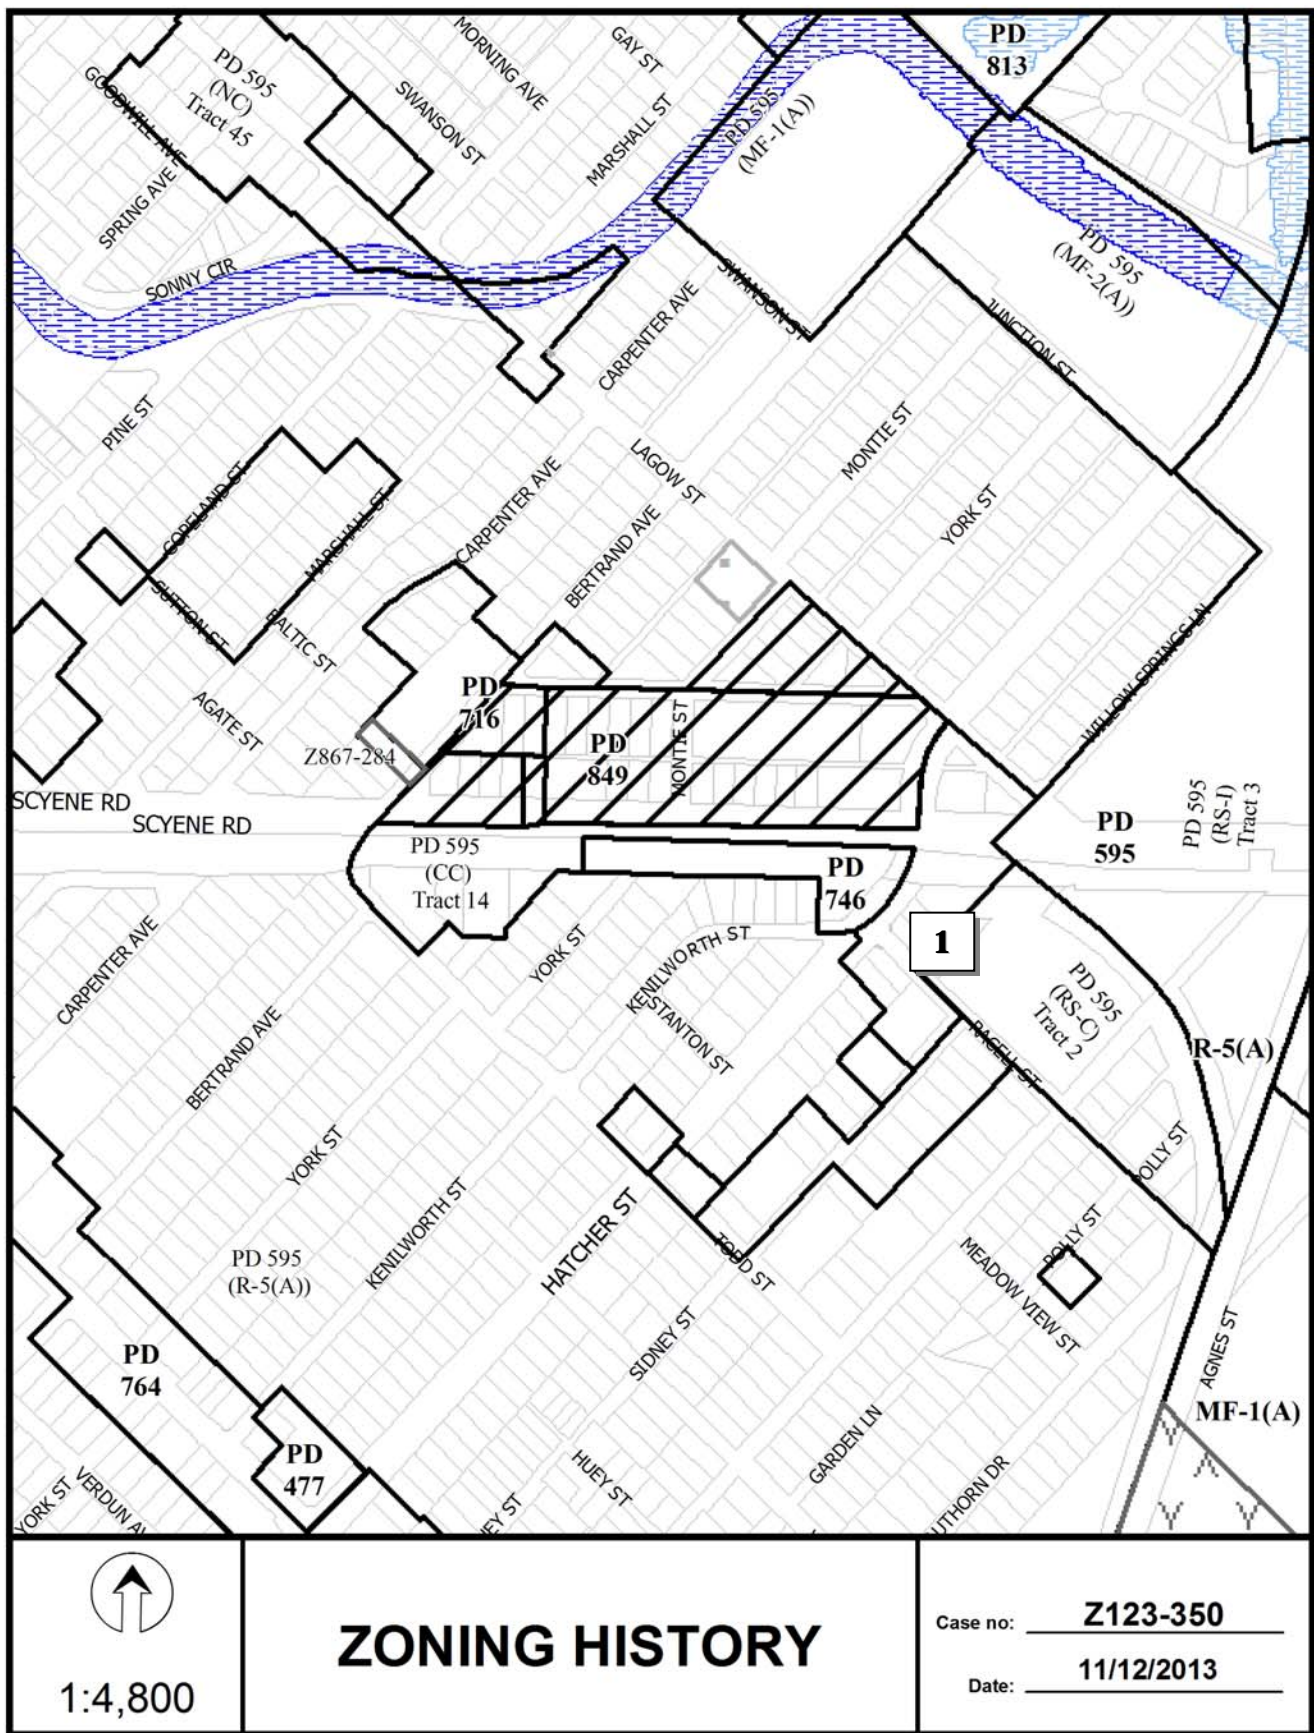 MORNING AVE
GAY ST
PD
813
PD 595
(NC)
Tract 45
GOODWILL AVE
SWANSON ST
MARSHALL ST
PD 595
(MF-1(A))
SPRING AVE
SONNY CIR
PD 595
(MF-2(A))
SWANSON ST
CARPENTER AVE
JUNCTION ST
PINE ST
MONTIE ST
LAGOW ST
CARPENTER AVE
YORK ST
COPELAND ST
MARSHALL ST
BERTRAND AVE
SUTTON ST
BALTIC ST
WILLOW SPRINGS LN
AGATE ST
PD
716
Z867-284
PD
849
MONTIE ST
SCYENE RD
SCYENE RD
PD 595
(CC)
Tract 14
PD
746
PD
595
PD 595
(RS-I)
Tract 3
1
CARPENTER AVE
YORK ST
KENILWORTH ST
STANTON ST
PD 595
(RS-C)
Tract 2
R-5(A)
BERTRAND AVE
RACELL ST
YORK ST
KENILWORTH ST
HATCHER ST
TODD ST
POLLY ST
POLLY ST
MEADOW VIEW ST
PD 595
(R-5(A))
SIDNEY ST
AGNES ST
PD
764
MF-1(A)
GARDEN LN
PD
477
HUEY ST
YORK ST
VERDUN AV
EY ST
UTHORN DR
1:4,800
ZONING HISTORY
Case no: Z123-350
Date: 11/12/2013